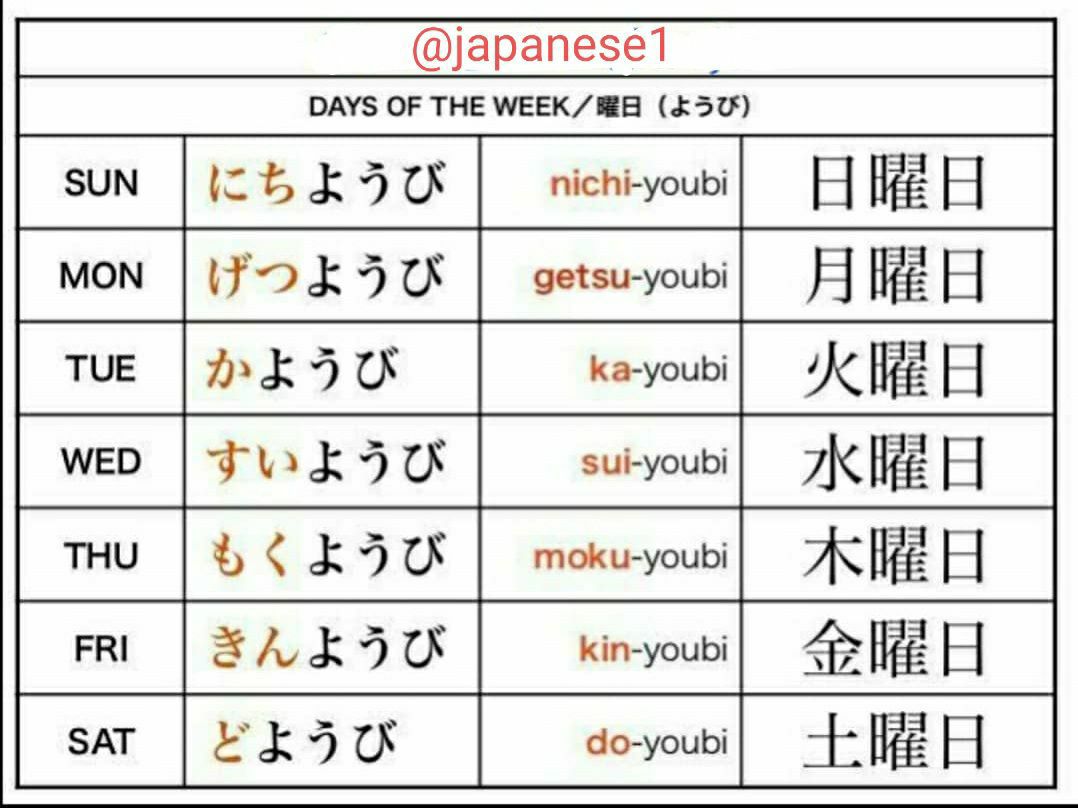 @japanese1
DAYS OF THE WEEK／曜日（ようび）
SUN にちようび nichi-youbi 日曜日
MON げつようび getsu-youbi 月曜日
TUE かようび ka-youbi 火曜日
WED すいようび sui-youbi 水曜日
THU もくようび moku-youbi 木曜日
FRI きんようび kin-youbi 金曜日
SAT どようび do-youbi 土曜日